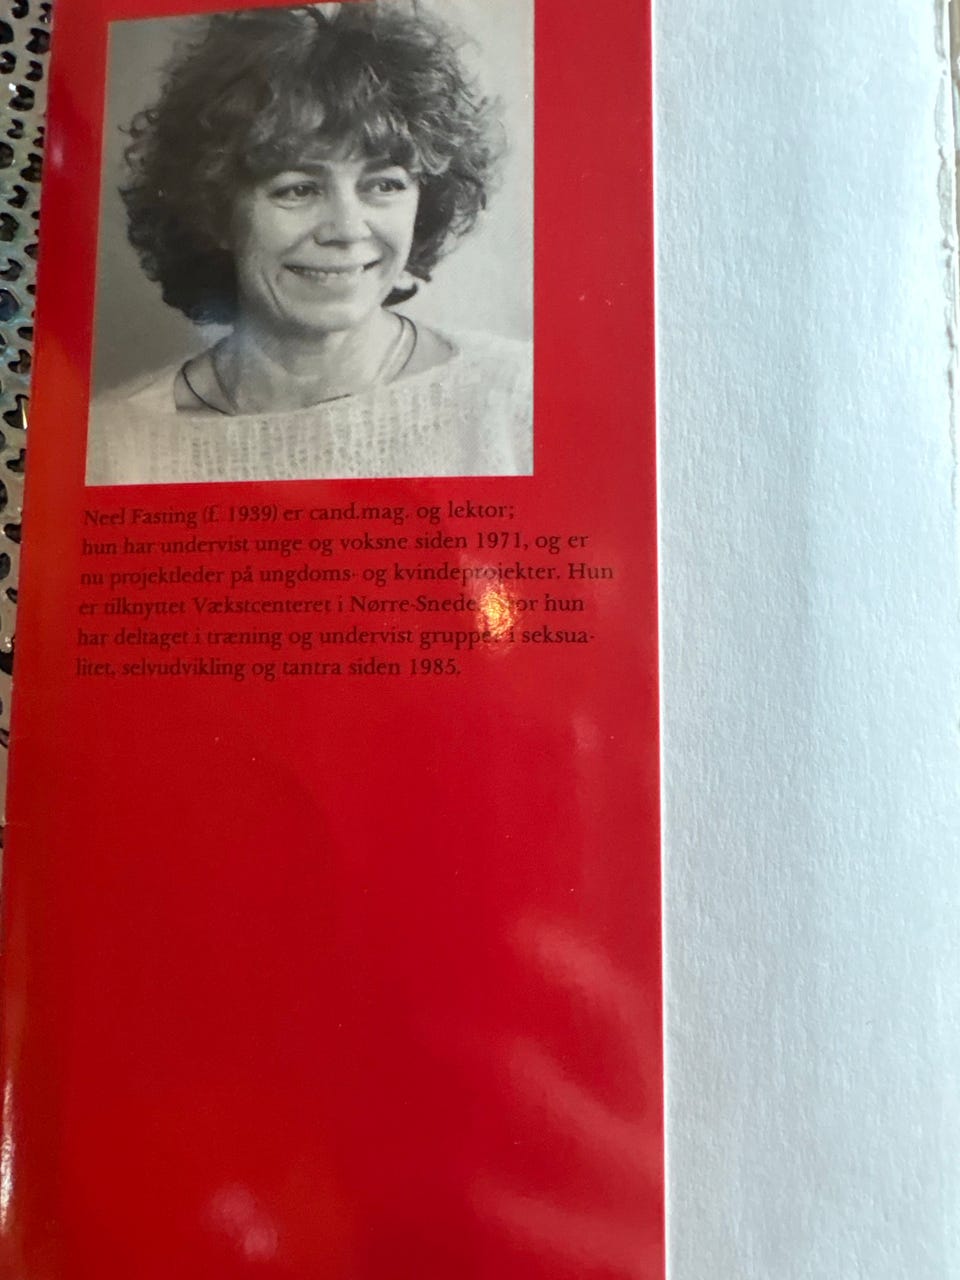 Neel Fasting (f. 1939) er cand.mag. og lektor;
hun har undervist unge og voksne siden 1971, og er
nu projektleder på ungdoms- og kvindeprojekter. Hun
er tilknyttet Vækstcenteret i Nørre-Snede, hun
har deltaget i træning og undervist grupper i seksua-
litet, selvudvikling og tantra siden 1985.